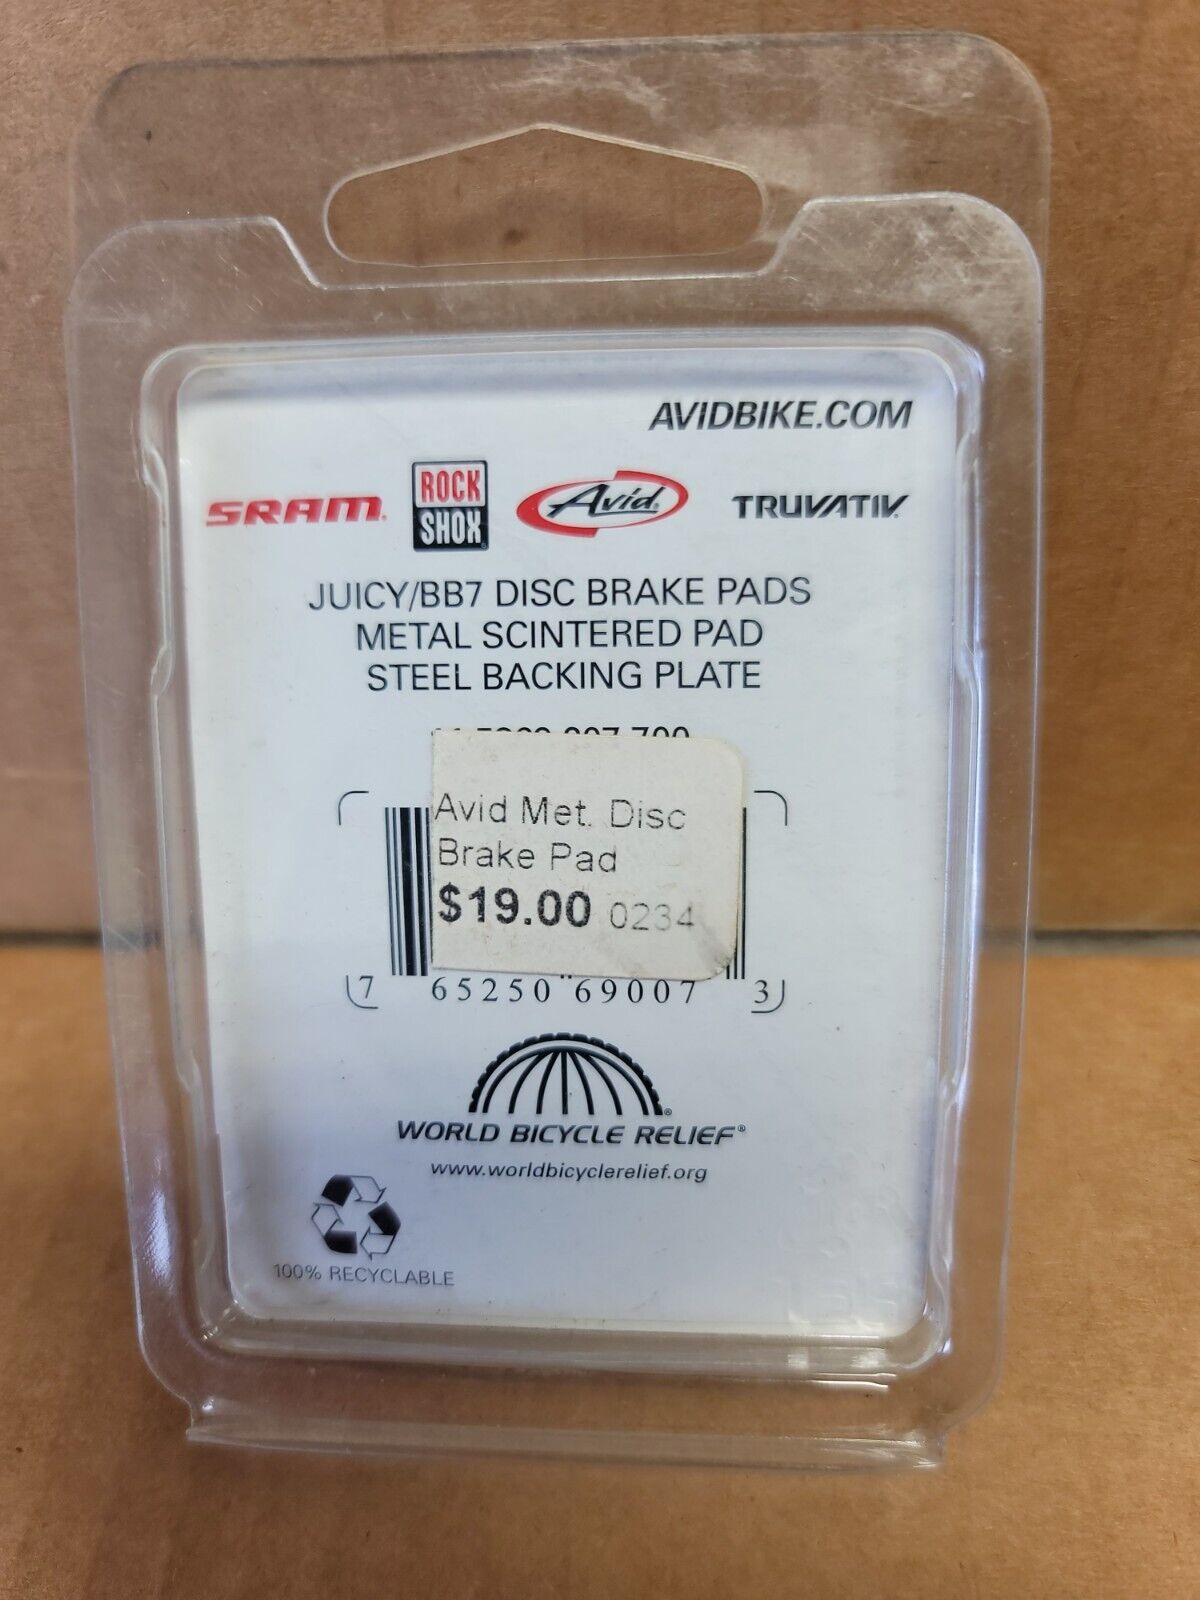 AVIDBIKE.COM
SRAM ROCK SHOX Avid TRUVATIV
JUICY/BB7 DISC BRAKE PADS
METAL SCINTERED PAD
STEEL BACKING PLATE
Avid Met. Disc
Brake Pad
$19.00 0234
7 65250 69007 3
WORLD BICYCLE RELIEF®
www.worldbicyclerelief.org
100% RECYCLABLE